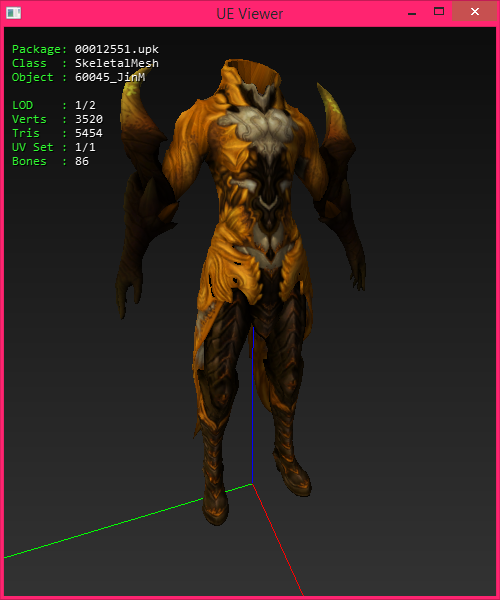 UE Viewer
Package: 00012551.upk
Class  : SkeletalMesh
Object : 60045_JinM
LOD    : 1/2
Verts  : 3520
Tris   : 5454
UV Set : 1/1
Bones  : 86